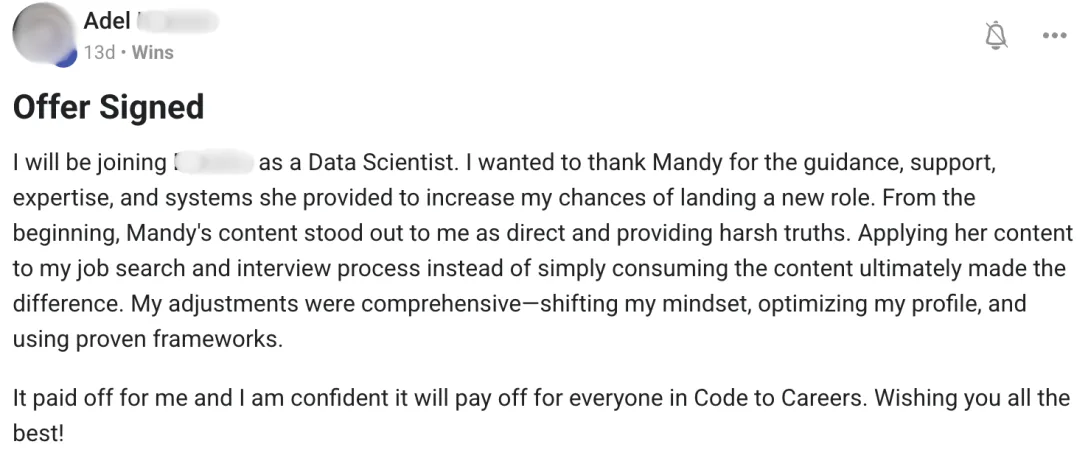 Adel
13d • Wins
Offer Signed
I will be joining as a Data Scientist. I wanted to thank Mandy for the guidance, support,
expertise, and systems she provided to increase my chances of landing a new role. From the
beginning, Mandy's content stood out to me as direct and providing harsh truths. Applying her content
to my job search and interview process instead of simply consuming the content ultimately made the
difference. My adjustments were comprehensive—shifting my mindset, optimizing my profile, and
using proven frameworks.
It paid off for me and I am confident it will pay off for everyone in Code to Careers. Wishing you all the
best!